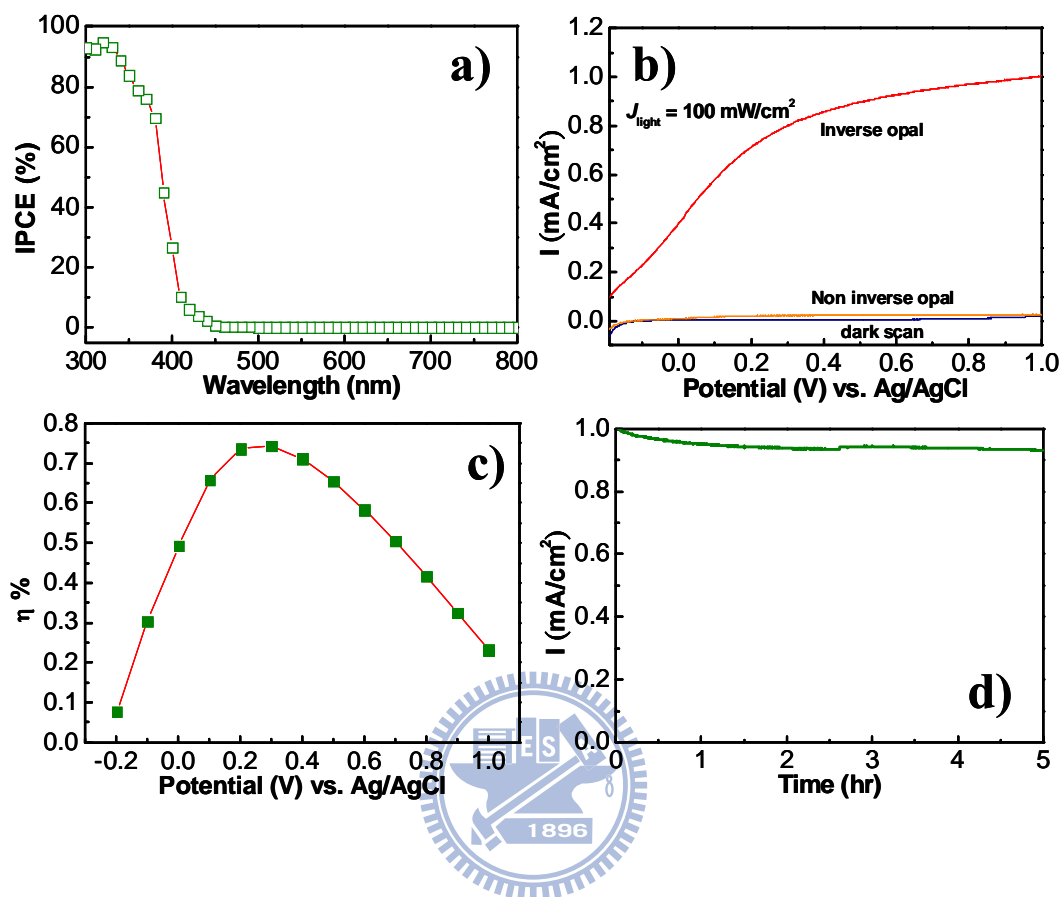 a)
IPCE (%)
100
80
60
40
20
0
300 400 500 600 700 800
Wavelength (nm)
b)
J light = 100 mW/cm²
Inverse opal
Non inverse opal
dark scan
I (mA/cm²)
1.2
1.0
0.8
0.6
0.4
0.2
0.0
0.0 0.2 0.4 0.6 0.8 1.0
Potential (V) vs. Ag/AgCl
c)
η %
0.8
0.7
0.6
0.5
0.4
0.3
0.2
0.1
0.0
-0.2 0.0 0.2 0.4 0.6 0.8 1.0
Potential (V) vs. Ag/AgCl
d)
I (mA/cm²)
1.0
0.8
0.6
0.4
0.2
0.0
0 1 2 3 4 5
Time (hr)
ES
1896